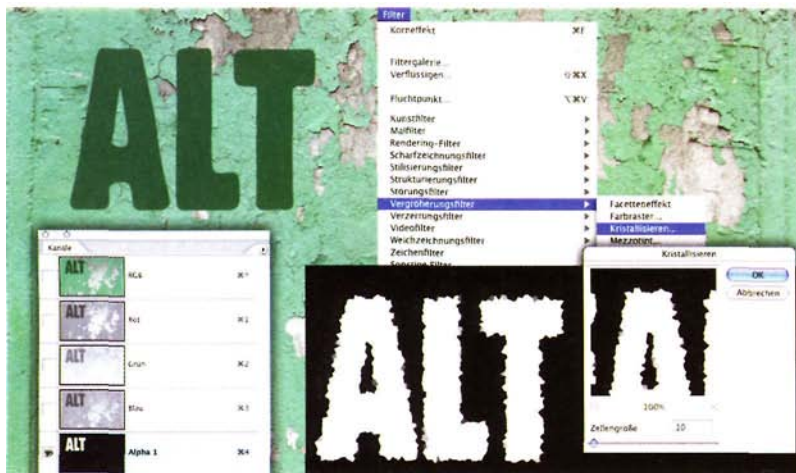 ALT
Filter
Korneffekt ⌘F
Filtergalerie...
Verflüssigen... ⇧⌘X
Fluchtpunkt... ⌥⌘V
Kunstfilter
Malfilter
Rendering-Filter
Scharfzeichnungsfilter
Stilisierungsfilter
Strukturierungsfilter
Störungsfilter
Vergröberungsfilter
Verzerrungsfilter
Videofilter
Weichzeichnungsfilter
Zeichenfilter
Sonstige Filter
Facetteneffekt
Farbraster...
Kristallisieren...
Mezzotint...
Kanäle
ALT RGB
ALT Rot ⌘1
ALT Grün ⌘2
ALT Blau ⌘3
ALT Alpha 1 ⌘4
ALT
Kristallisieren
OK
Abbrechen
A
100%
Zellengröße 10